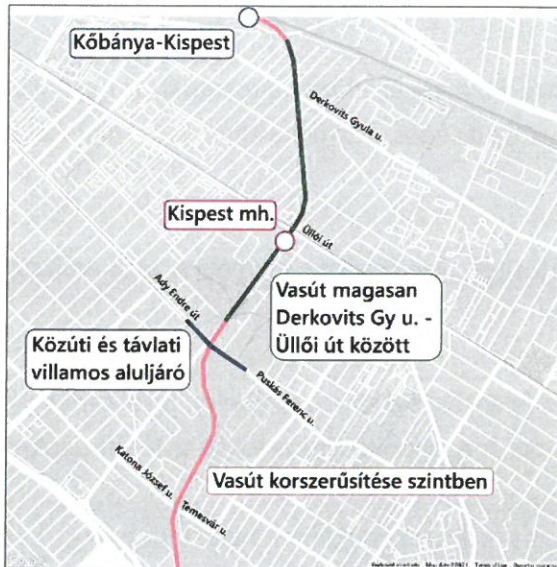 Kőbánya-Kispest
Derkovits Gyula u.
Kispest mh.
Üllői út
Ady Endre út
Vasút magasan
Derkovits Gy u. -
Üllői út között
Közúti és távlati
villamos aluljáró
Puskás Ferenc u.
Katona József u.
Temesvár u.
Vasút korszerűsítése szintben